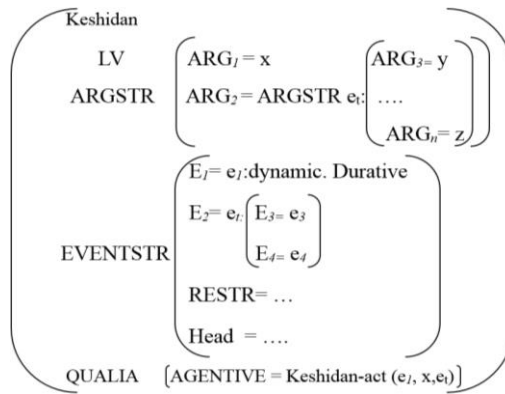 Keshidan
LV ARG1 = x ARG3= y
ARGSTR ARG2 = ARGSTR et: ….
ARGn= z
E1= e1:dynamic. Durative
E2= et: E3= e3
EVENTSTR E4= e4
RESTR= …
Head = ….
QUALIA [AGENTIVE = Keshidan-act (e1, x,et)]